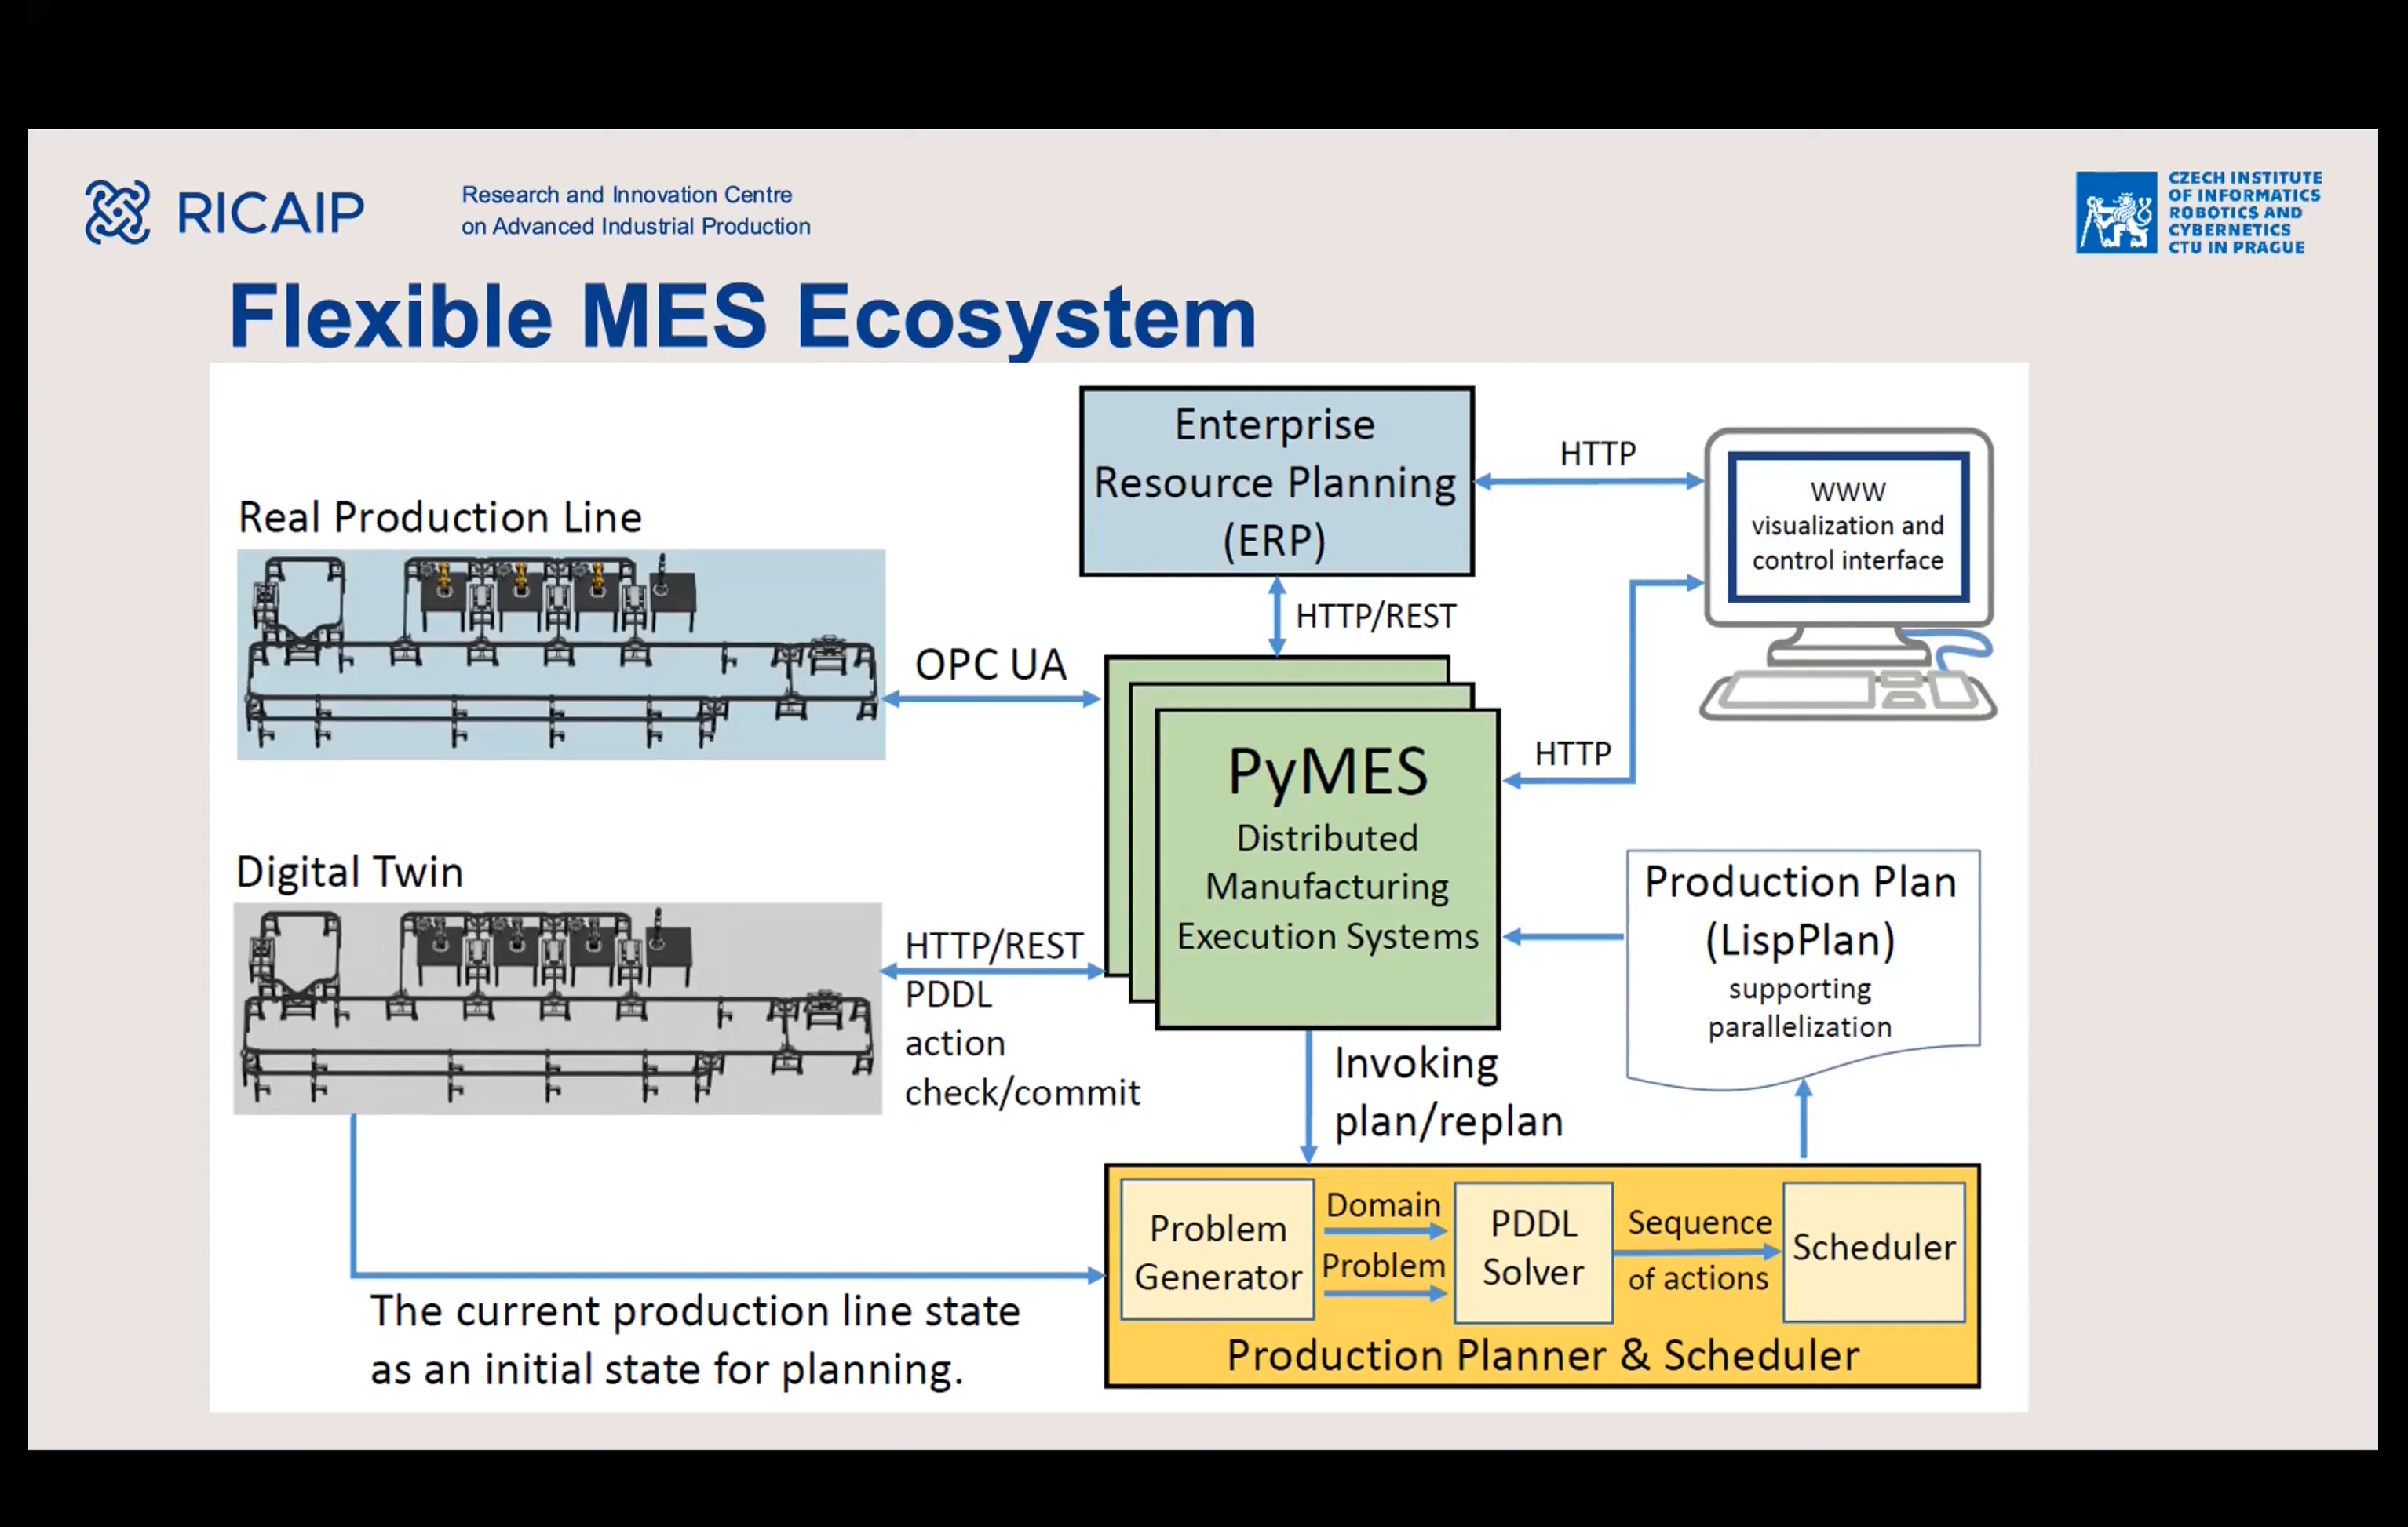 RICAIP
Research and Innovation Centre
on Advanced Industrial Production
CZECH INSTITUTE
OF INFORMATICS
ROBOTICS AND
CYBERNETICS
CTU IN PRAGUE
Flexible MES Ecosystem
Enterprise
Resource Planning
(ERP)
HTTP
WWW
visualization and
control interface
Real Production Line
HTTP/REST
OPC UA
PyMES
Distributed
Manufacturing
Execution Systems
HTTP
Digital Twin
HTTP/REST
PDDL
action
check/commit
Production Plan
(LispPlan)
supporting
parallelization
Invoking
plan/replan
Problem
Generator
Domain
Problem
PDDL
Solver
Sequence
of actions
Scheduler
Production Planner & Scheduler
The current production line state
as an initial state for planning.